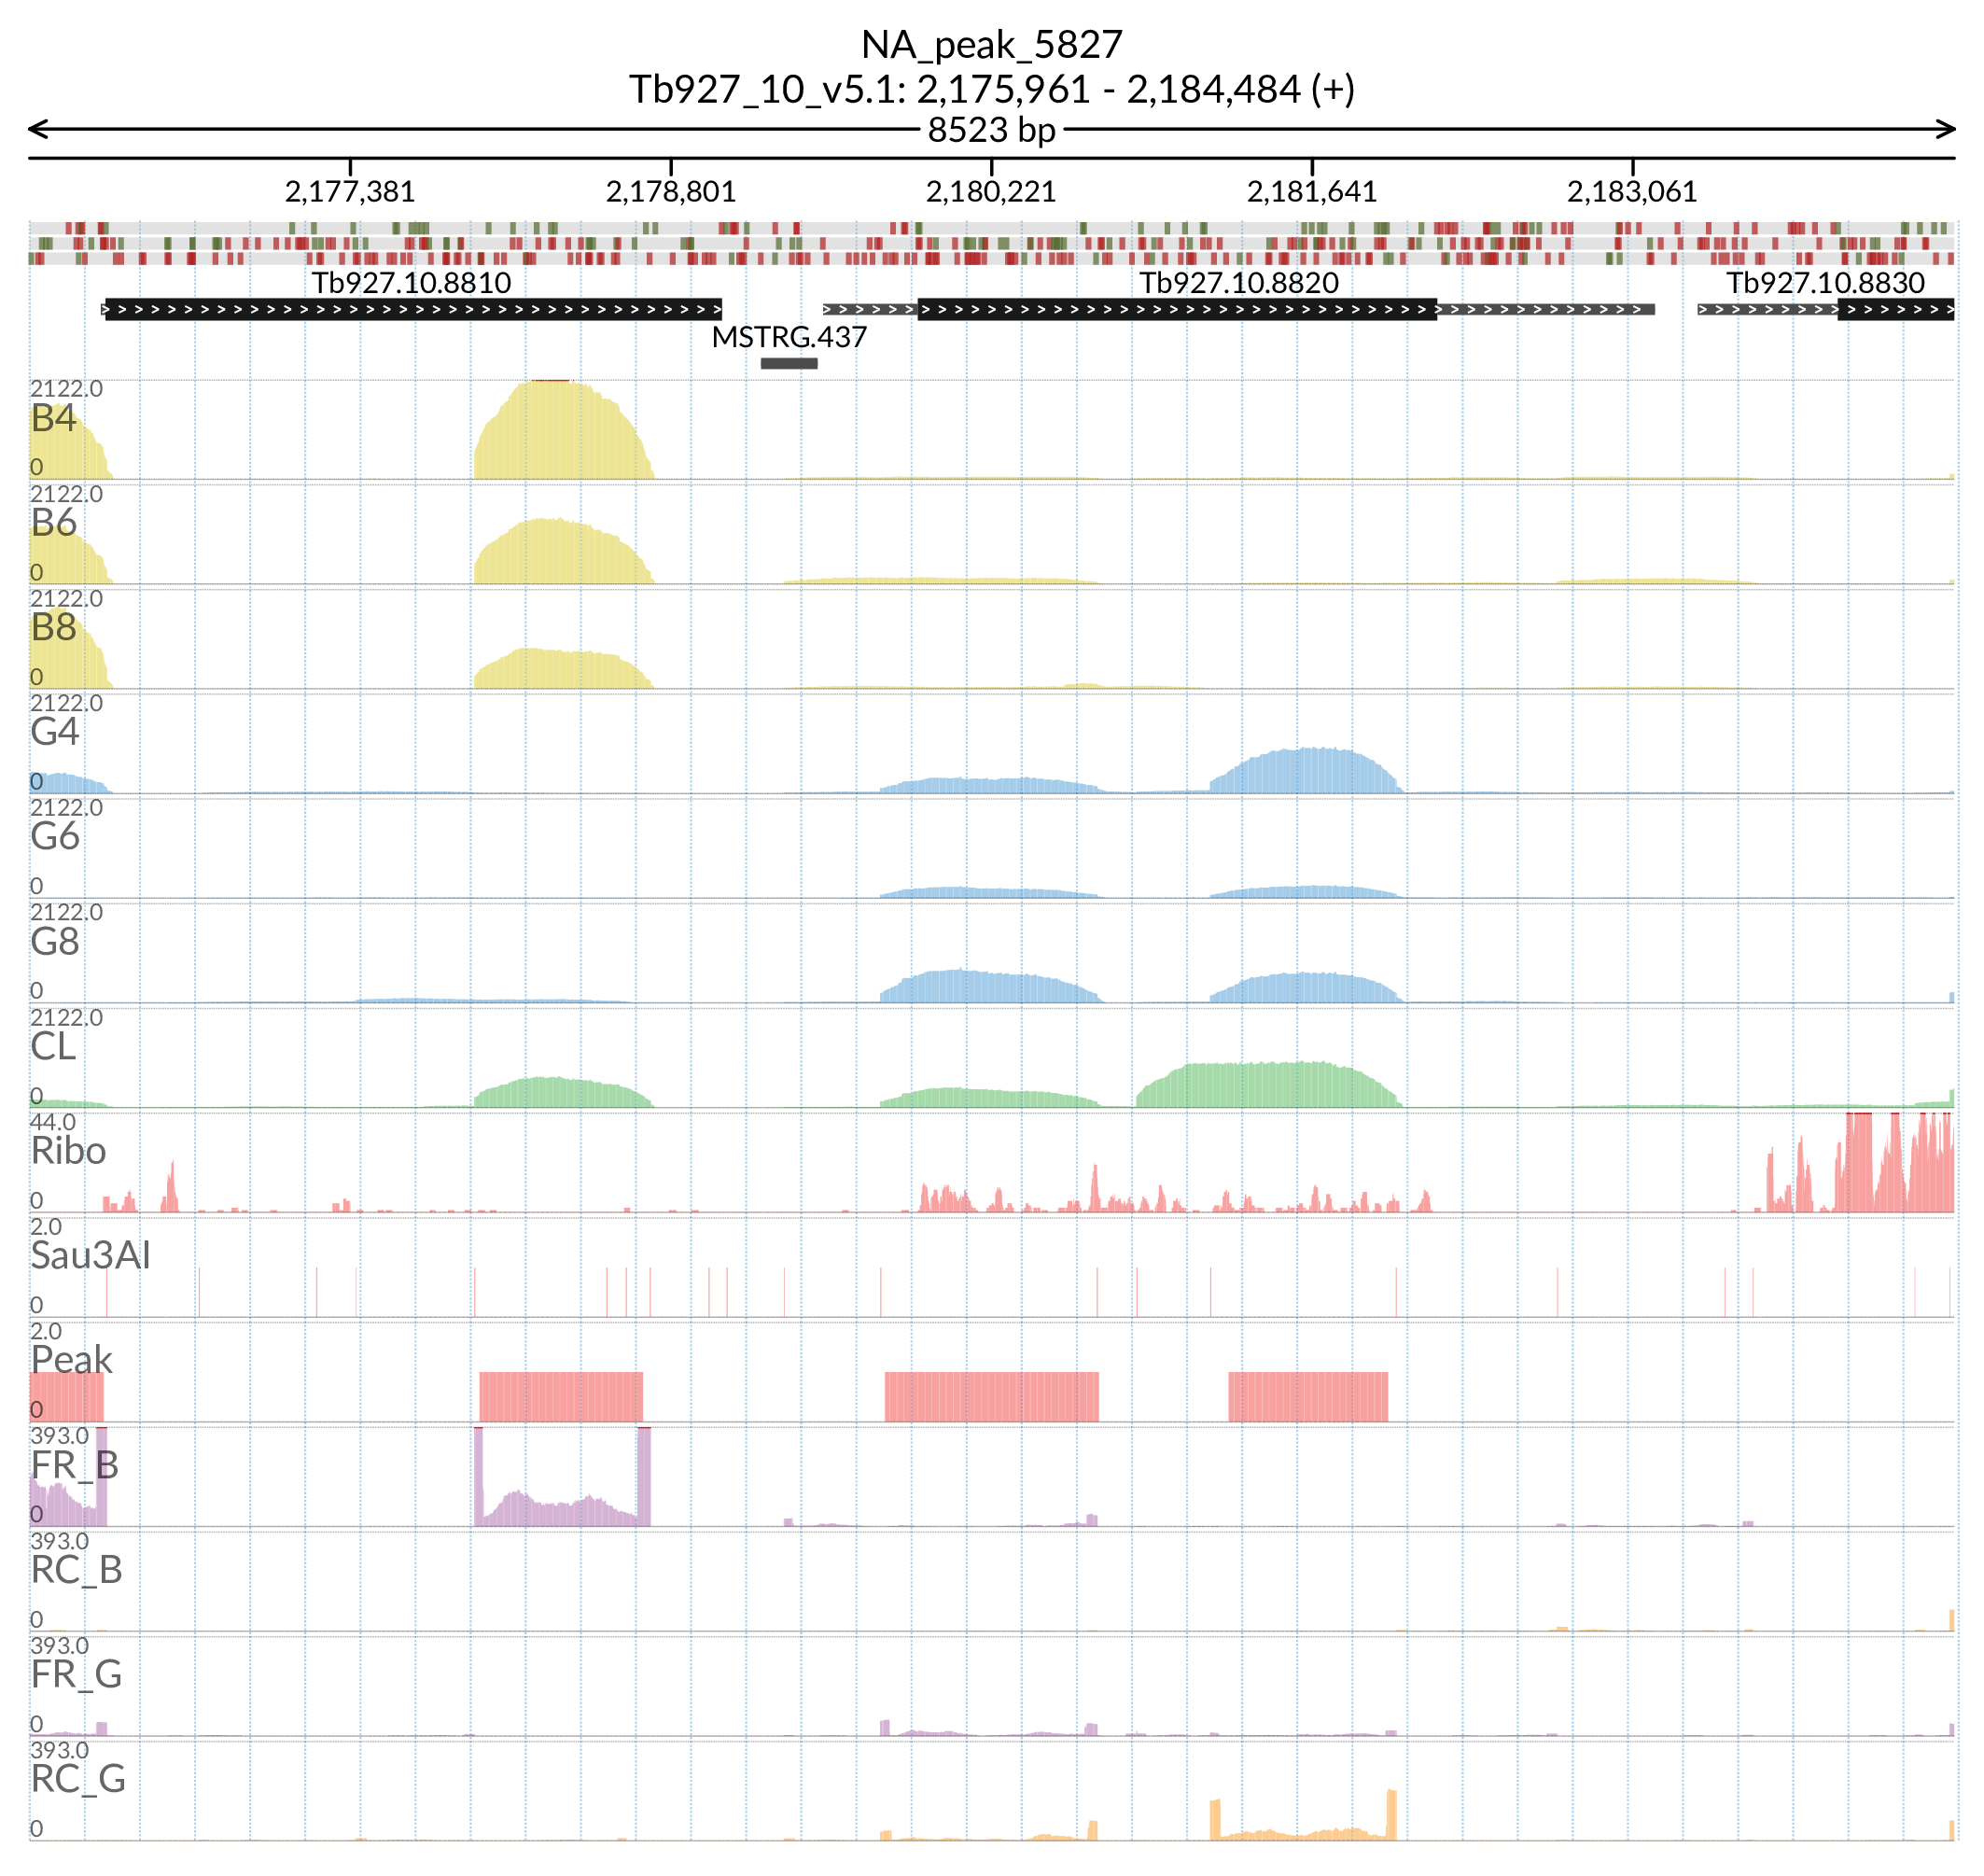 NA_peak_5827
Tb927_10_v5.1: 2,175,961 - 2,184,484 (+)
8523 bp
2,177,381 2,178,801 2,180,221 2,181,641 2,183,061
Tb927.10.8810 Tb927.10.8820 Tb927.10.8830
MSTRG.437
2122.0
B4
0
2122.0
B6
0
2122.0
B8
0
2122.0
G4
0
2122.0
G6
0
2122.0
G8
0
2122.0
CL
0
44.0
Ribo
0
2.0
Sau3AI
0
2.0
Peak
0
393.0
FR_B
0
393.0
RC_B
0
393.0
FR_G
0
393.0
RC_G
0